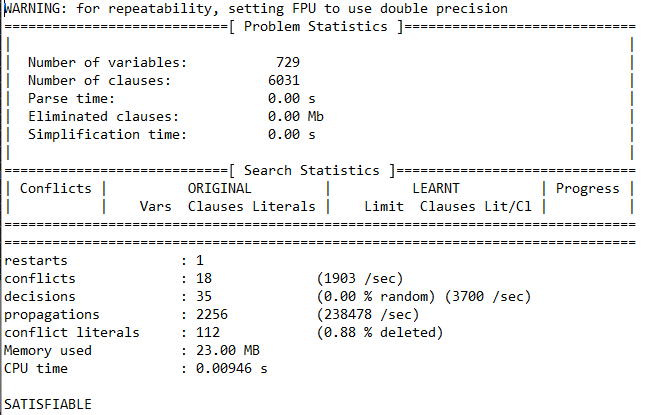 WARNING: for repeatability, setting FPU to use double precision
============================[ Problem Statistics ]=============================
|                                                                             |
|  Number of variables:           729                                         |
|  Number of clauses:            6031                                         |
|  Parse time:                   0.00 s                                       |
|  Eliminated clauses:           0.00 Mb                                      |
|  Simplification time:          0.00 s                                       |
|                                                                             |
============================[ Search Statistics ]==============================
| Conflicts |          ORIGINAL         |          LEARNT          | Progress |
|           |    Vars  Clauses Literals |    Limit  Clauses Lit/Cl |          |
===============================================================================
===============================================================================
restarts              : 1
conflicts             : 18             (1903 /sec)
decisions             : 35             (0.00 % random) (3700 /sec)
propagations          : 2256           (238478 /sec)
conflict literals     : 112            (0.88 % deleted)
Memory used           : 23.00 MB
CPU time              : 0.00946 s

SATISFIABLE